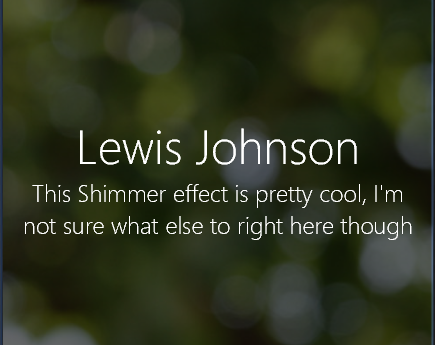 Lewis Johnson
This Shimmer effect is pretty cool, I'm
not sure what else to right here though